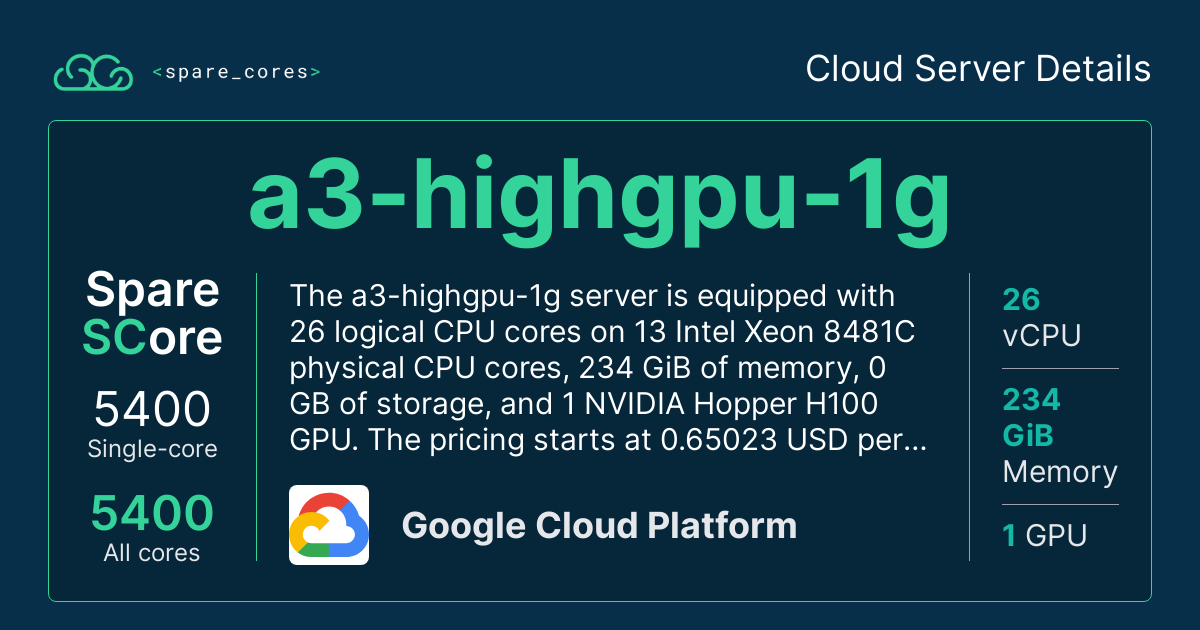 <spare_cores>
Cloud Server Details
a3-highgpu-1g
Spare
SCore
5400
Single-core
5400
All cores
The a3-highgpu-1g server is equipped with
26 logical CPU cores on 13 Intel Xeon 8481C
physical CPU cores, 234 GiB of memory, 0
GB of storage, and 1 NVIDIA Hopper H100
GPU. The pricing starts at 0.65023 USD per...
Google Cloud Platform
26
vCPU
234
GiB
Memory
1 GPU